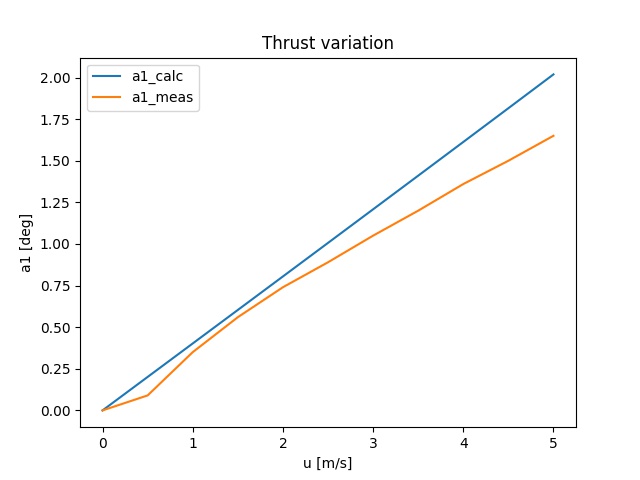 Thrust variation
a1_calc
a1_meas
a1 [deg]
2.00
1.75
1.50
1.25
1.00
0.75
0.50
0.25
0.00
0 1 2 3 4 5
u [m/s]